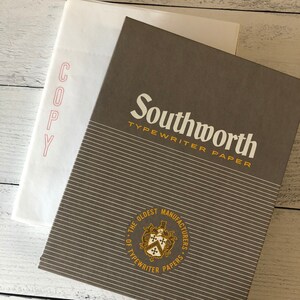 COPY
Southworth
TYPEWRITER PAPER
THE OLDEST MANUFACTURERS
OF TYPEWRITER PAPERS